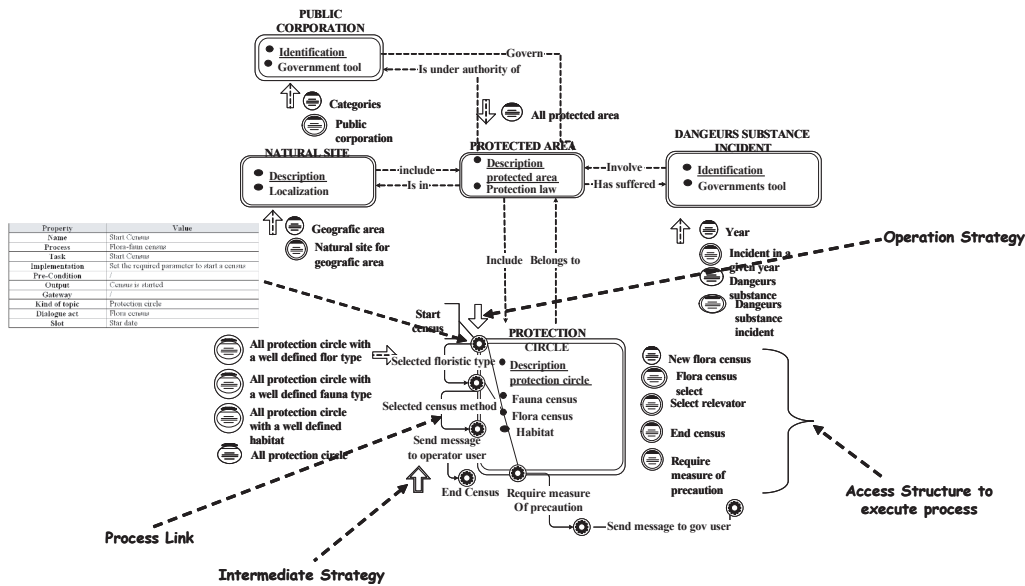 PUBLIC
CORPORATION
Identification
Government tool
Govern
Is under authority of
Categories
Public
corporation
All protected area
NATURAL SITE
Description
Localization
include
Is in
PROTECTED AREA
Description
protected area
Protection law
Involve
Has suffered
DANGEURS SUBSTANCE
INCIDENT
Identification
Governments tool
Geografic area
Natural site for
geografic area
Year
Incident in a
given year
Dangeurs
substance
Dangeurs
substance
incident
Operation Strategy
Property Value
Name Start Census
Process Flora-faun census
Task Start Census
Implementation Set the required parameter to start a census
Pre-Condition /
Output Census is started
Gateway /
Kind of topic Protection circle
Dialogue act Flora census
Slot Star date
Include Belongs to
Start
census
PROTECTION
CIRCLE
Description
protection circle
Fauna census
Flora census
Habitat
All protection circle with
a well defined flor type
All protection circle with
a well defined fauna type
All protection circle
with a well defined
habitat
All protection circle
Selected floristic type
Selected census method
Send message
to operator user
End Census
Require measure
Of precaution
Send message to gov user
New flora census
Flora census
select
Select relevator
End census
Require
measure of
precaution
Access Structure to
execute process
Process Link
Intermediate Strategy